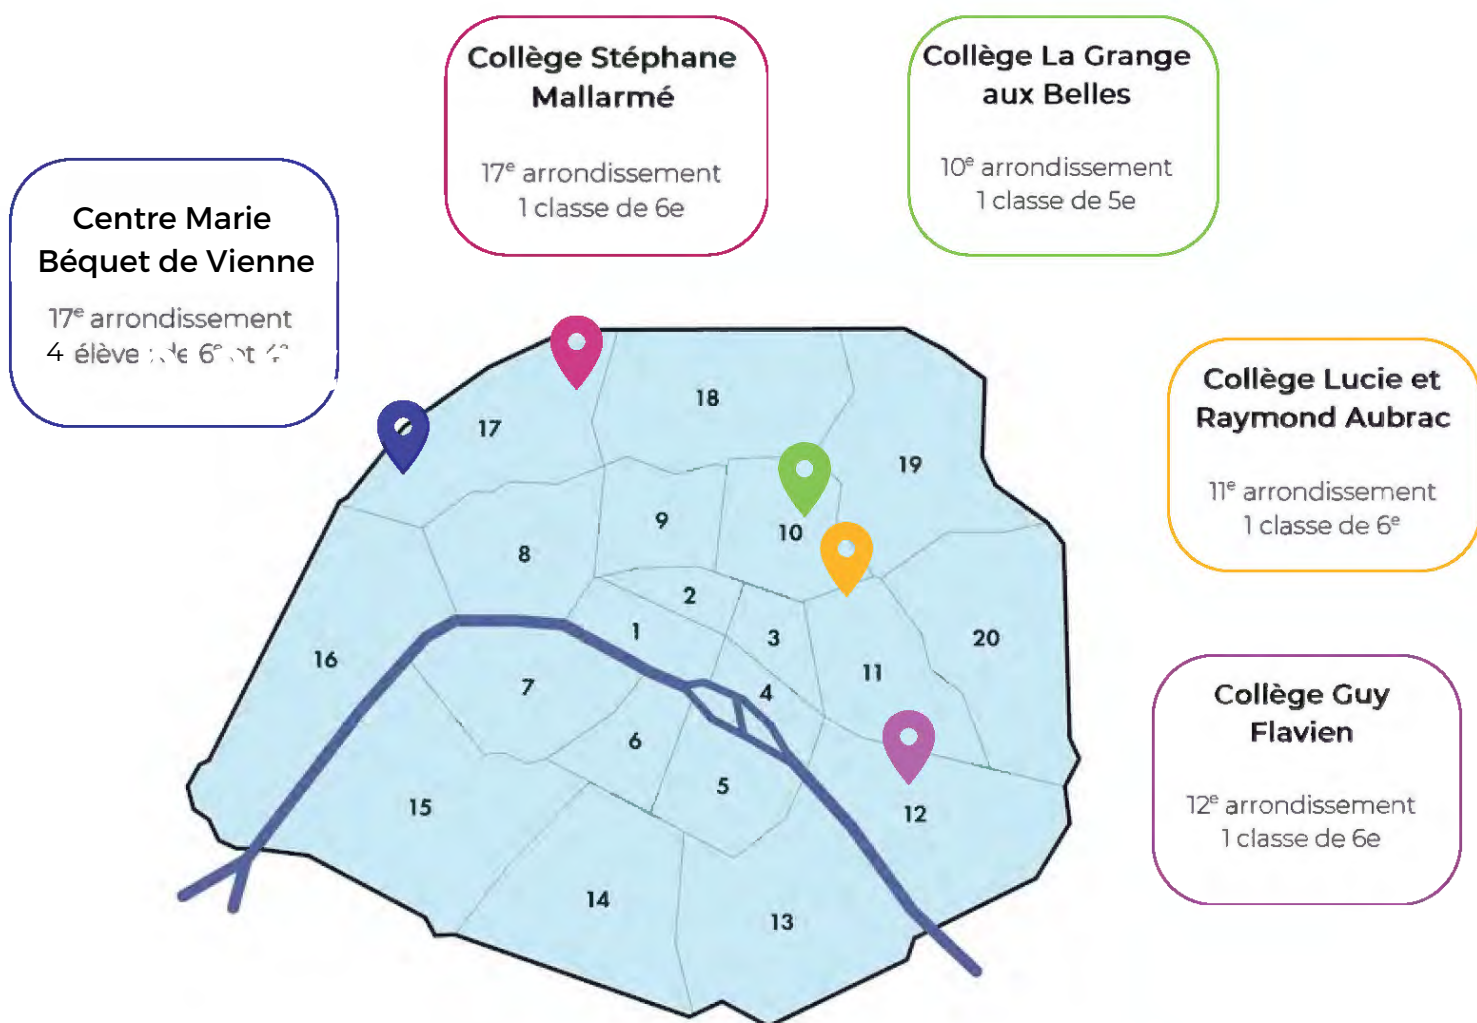 Collège Stéphane
Mallarmé
17e arrondissement
1 classe de 6e
Collège La Grange
aux Belles
10e arrondissement
1 classe de 5e
Centre Marie
Béquet de Vienne
17e arrondissement
4 élève de 6e et
Collège Lucie et
Raymond Aubrac
11e arrondissement
1 classe de 6e
Collège Guy
Flavien
12e arrondissement
1 classe de 6e
18
17
19
9
10
8
2
1
3
20
16
11
7
4
6
5
15
12
14
13